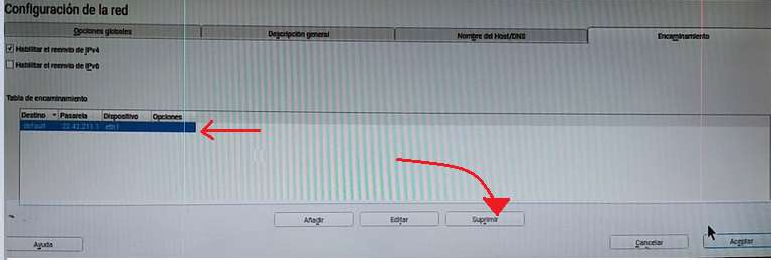 Configuración de la red
Opciones globales Descripción general Nombre del Host/DNS Encaminamiento
Habilitar el reenvío de IPv4
Habilitar el reenvío de IPv6
Tabla de encaminamiento
Destino Pasarela Dispositivo Opciones
default 22.42.211.1 eth1
Añadir Editar Suprimir
Ayuda Cancelar Aceptar